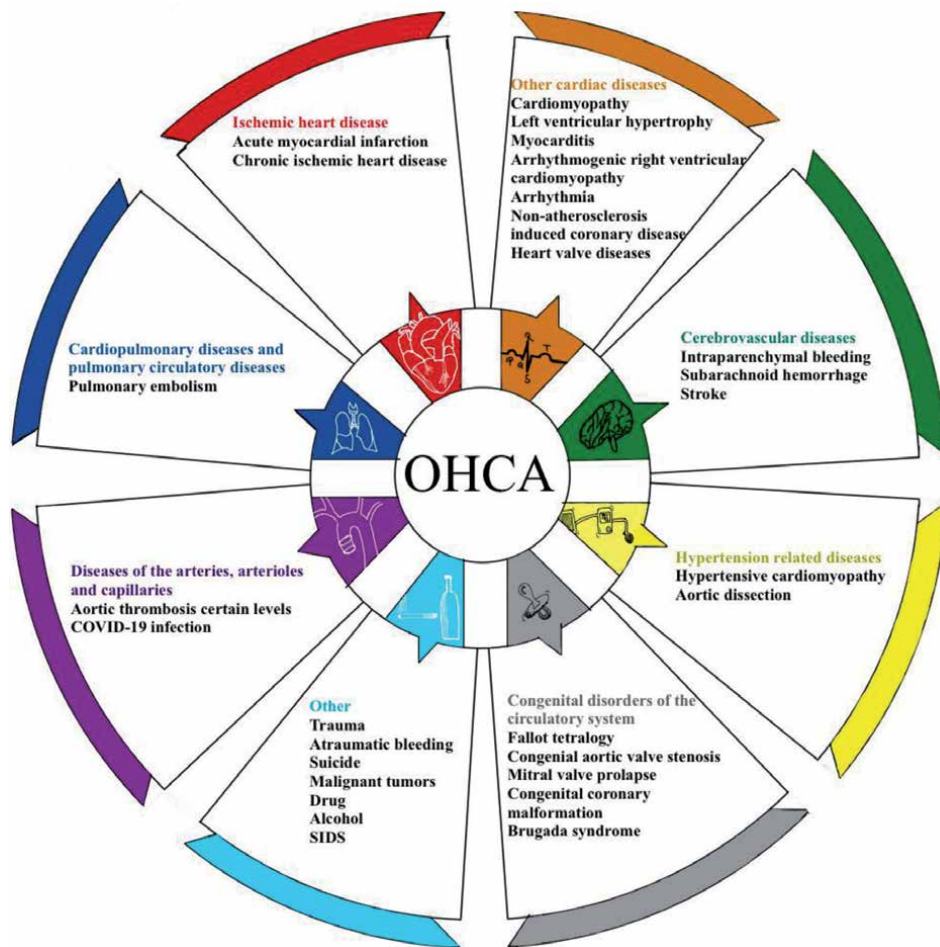 Ischemic heart disease
Acute myocardial infarction
Chronic ischemic heart disease
Other cardiac diseases
Cardiomyopathy
Left ventricular hypertrophy
Myocarditis
Arrhythmogenic right ventricular
cardiomyopathy
Arrhythmia
Non-atherosclerosis
induced coronary disease
Heart valve diseases
Cerebrovascular diseases
Intraparenchymal bleeding
Subarachnoid hemorrhage
Stroke
Hypertension related diseases
Hypertensive cardiomyopathy
Aortic dissection
Congenital disorders of the
circulatory system
Fallot tetralogy
Congenial aortic valve stenosis
Mitral valve prolapse
Congenital coronary
malformation
Brugada syndrome
Other
Trauma
Atraumatic bleeding
Suicide
Malignant tumors
Drug
Alcohol
SIDS
Diseases of the arteries, arterioles
and capillaries
Aortic thrombosis certain levels
COVID-19 infection
Cardiopulmonary diseases and
pulmonary circulatory diseases
Pulmonary embolism
OHCA